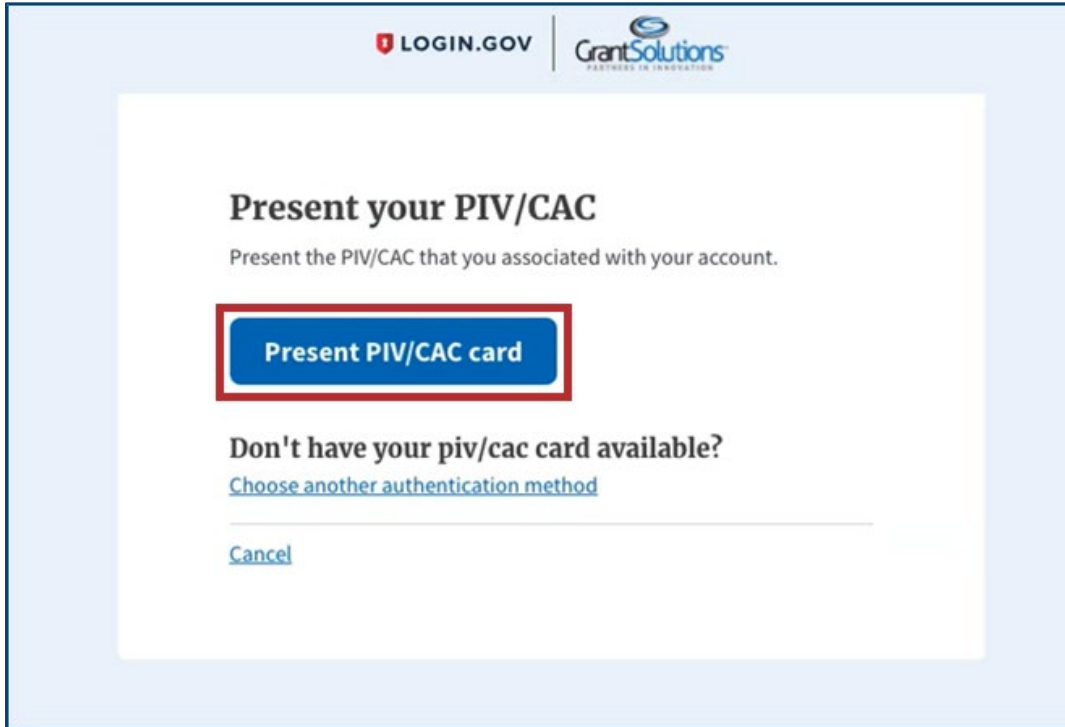 LOGIN.GOV
GrantSolutions
PARTNERS IN INNOVATION
Present your PIV/CAC
Present the PIV/CAC that you associated with your account.
Present PIV/CAC card
Don't have your piv/cac card available?
Choose another authentication method
Cancel